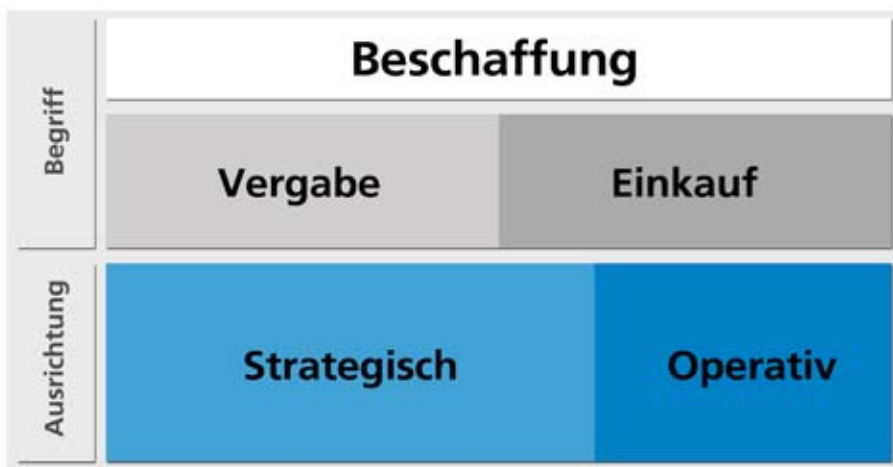 Begriff
Beschaffung
Vergabe
Einkauf
Ausrichtung
Strategisch
Operativ